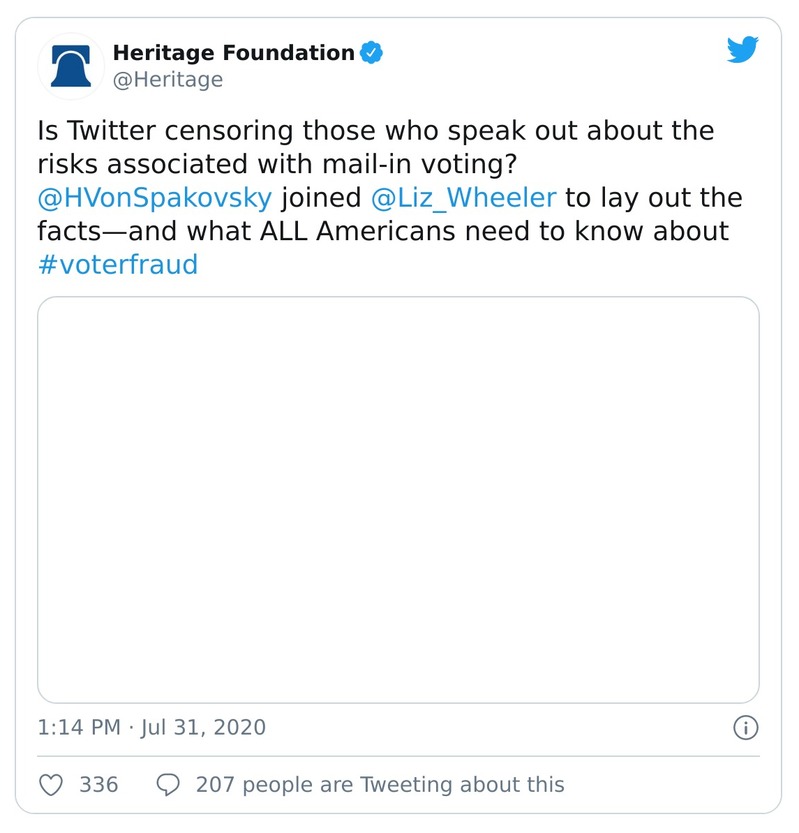 Heritage Foundation
@Heritage
Is Twitter censoring those who speak out about the
risks associated with mail-in voting?
@HVonSpakovsky joined @Liz_Wheeler to lay out the
facts—and what ALL Americans need to know about
#voterfraud
1:14 PM · Jul 31, 2020
336 207 people are Tweeting about this